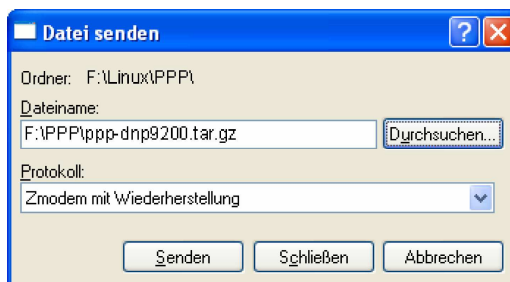 Datei senden
Ordner: F:\Linux\PPP\
Dateiname:
F:\PPP\ppp-dnp9200.tar.gz
Durchsuchen...
Protokoll:
Zmodem mit Wiederherstellung
Senden Schließen Abbrechen